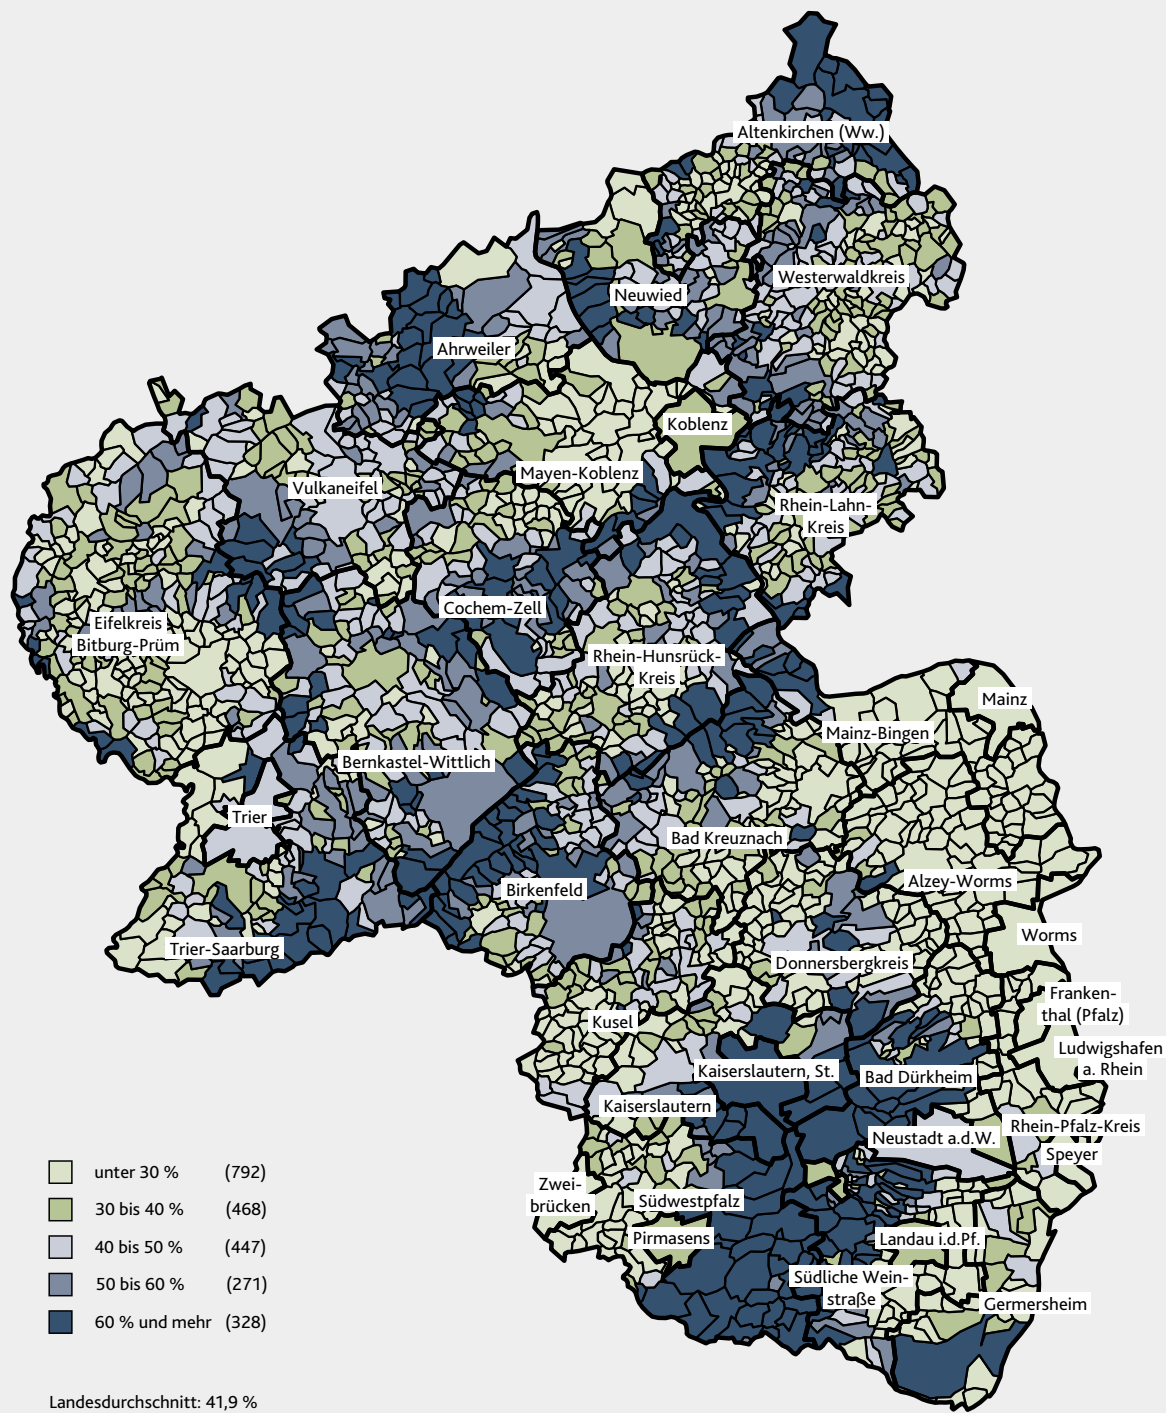 Altenkirchen (Ww.)
Westerwaldkreis
Neuwied
Ahrweiler
Koblenz
Mayen-Koblenz
Vulkaneifel
Rhein-Lahn-
Kreis
Cochem-Zell
Eifelkreis
Bitburg-Prüm
Rhein-Hunsrück-
Kreis
Mainz
Mainz-Bingen
Bernkastel-Wittlich
Trier
Bad Kreuznach
Alzey-Worms
Birkenfeld
Worms
Trier-Saarburg
Donnersbergkreis
Franken-
thal (Pfalz)
Kusel
Ludwigshafen
a. Rhein
Kaiserslautern, St.
Bad Dürkheim
Kaiserslautern
Rhein-Pfalz-Kreis
Neustadt a.d.W.
Speyer
Zwei-
brücken
Südwestpfalz
Pirmasens
Landau i.d.Pf.
Südliche Wein-
straße
Germersheim
unter 30 % (792)
30 bis 40 % (468)
40 bis 50 % (447)
50 bis 60 % (271)
60 % und mehr (328)
Landesdurchschnitt: 41,9 %